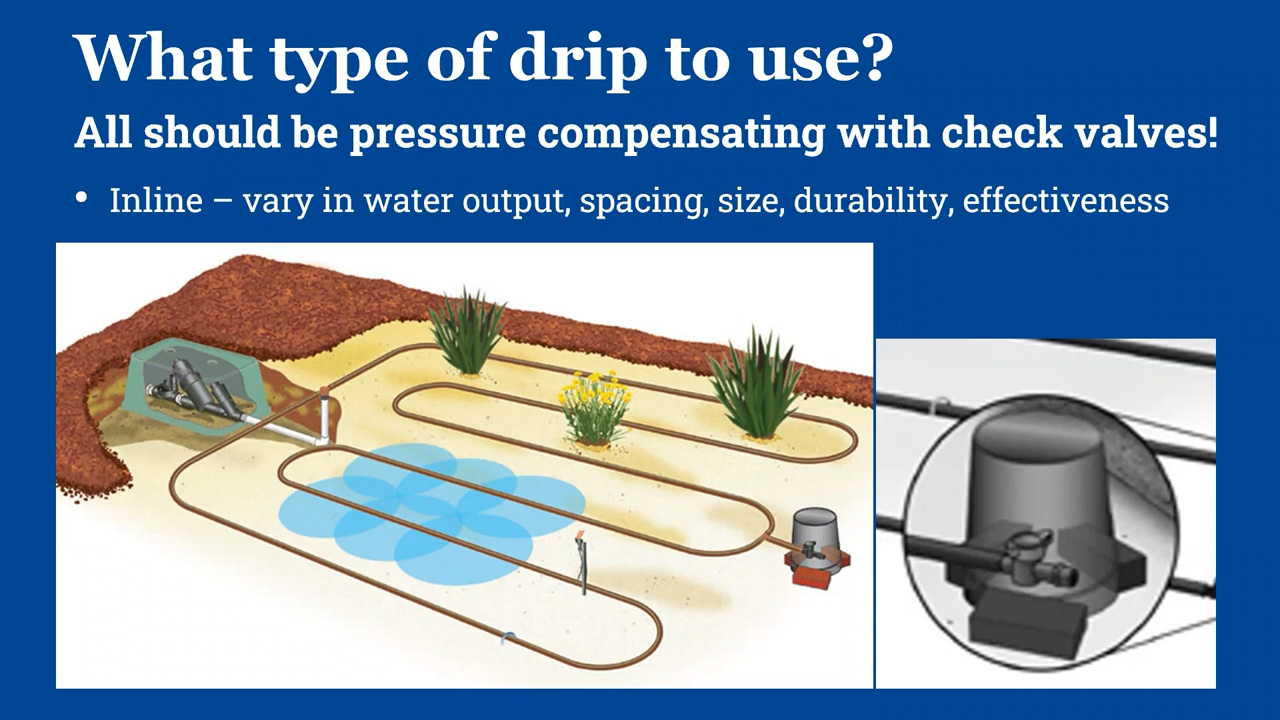 What type of drip to use?
All should be pressure compensating with check valves!
• Inline – vary in water output, spacing, size, durability, effectiveness